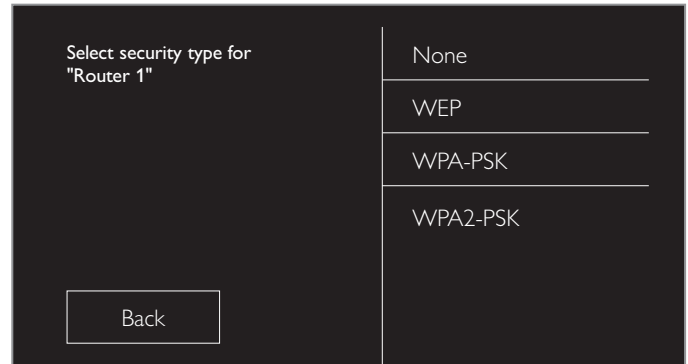 Select security type for
"Router 1"
None
WEP
WPA-PSK
WPA2-PSK
Back